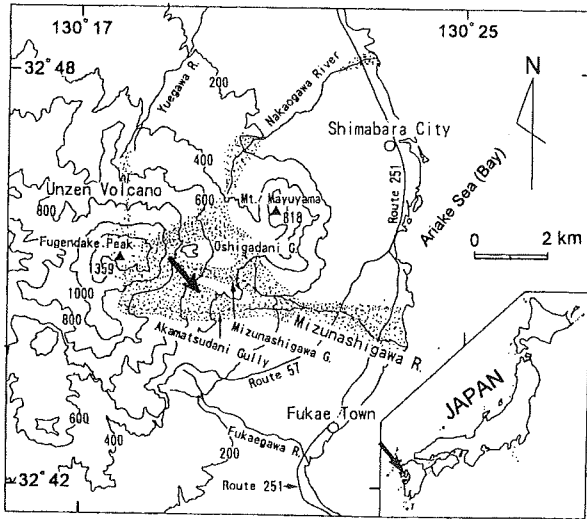 130° 17
130° 25
32° 48
N
Yuegawa R.
200
Nakaogawa River
Shimabara City
Route 251
Ariake Sea (Bay)
400
Unzen Volcano
Mt. Mayuyama
818
800
600
Oshigadani G.
0 2 km
Fugendake Peak
1359
1000
800
Mizunashigawa R.
Mizunashigawa G.
Akamatsudani Gully
Route 57
JAPAN
Fukae Town
600
400
Fukaegawa R.
200
32° 42
Route 251